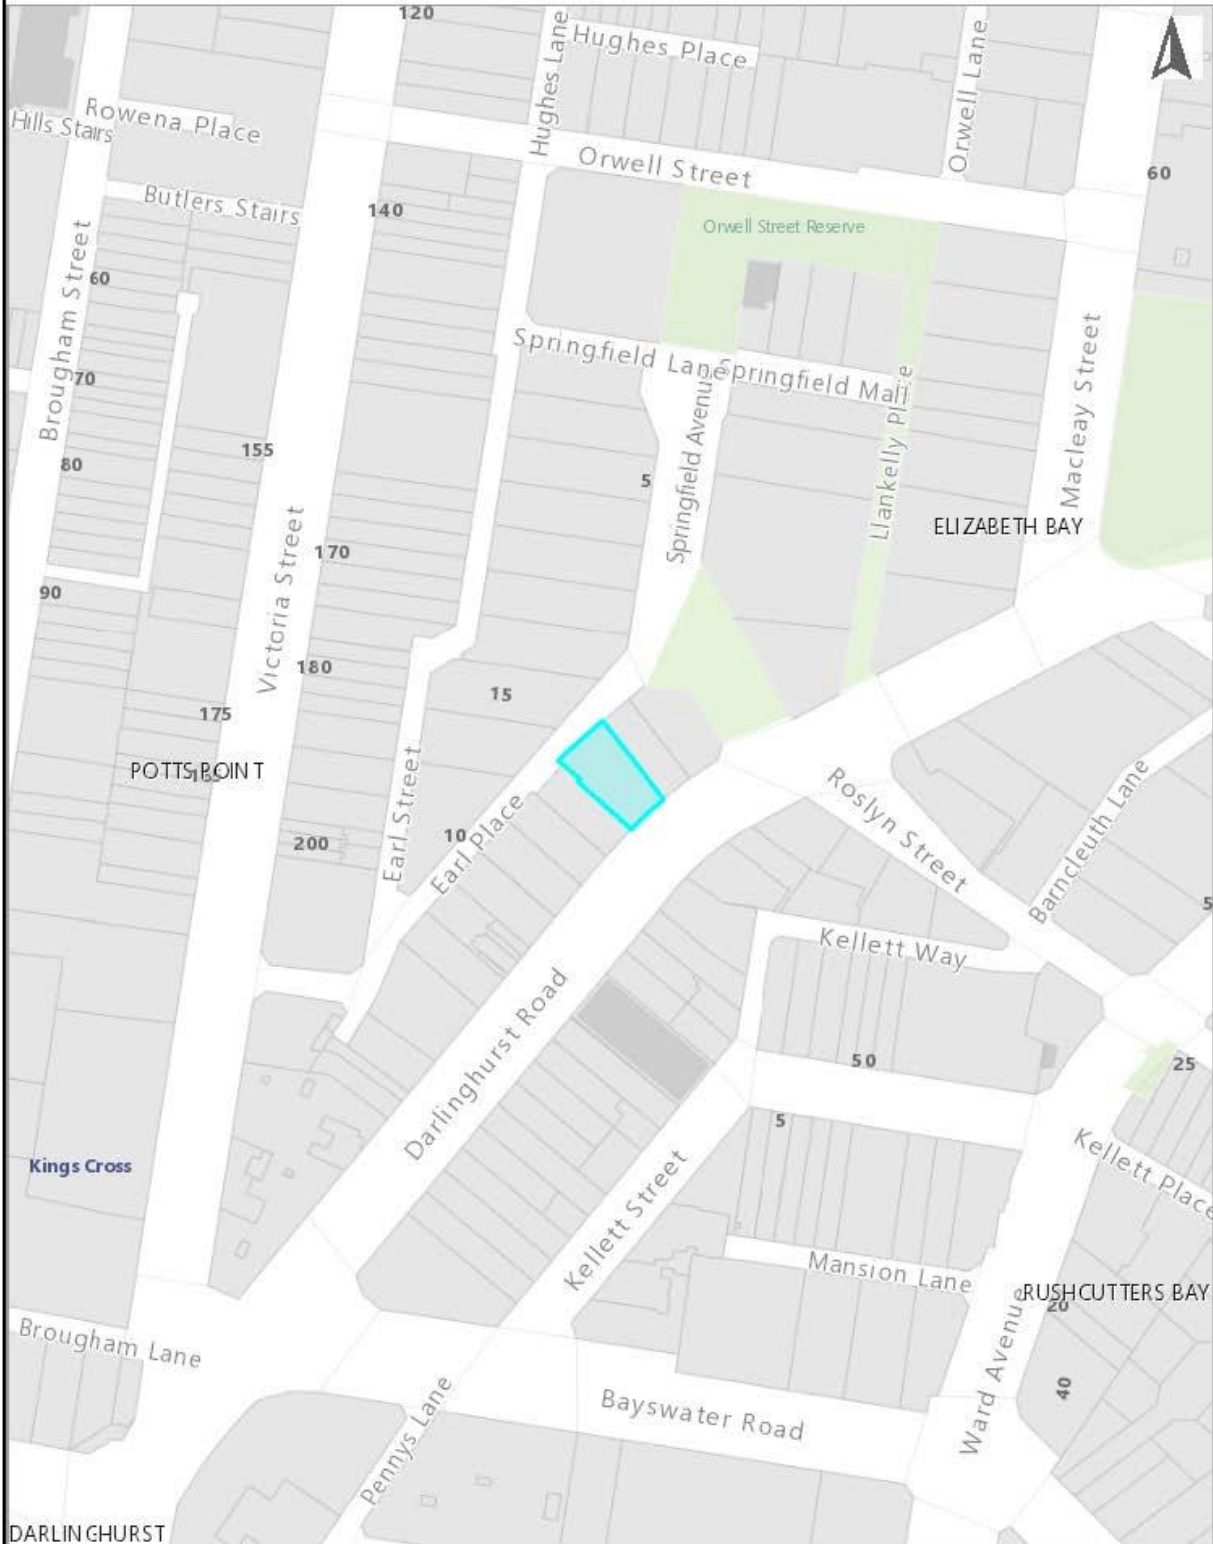 120
Hughes Place
Hughes Lane
Orwell Lane
Rowena Place
Hills Stairs
Orwell Street
60
Butlers Stairs
140
Orwell Street Reserve
Brougham Street
60
Springfield Lane
Springfield Mall
Macleay Street
70
Springfield Avenue
Llankelly Place
155
80
5
ELIZABETH BAY
Victoria Street
170
90
180
15
175
POTTS POINT
Earl Street
Roslyn Street
Barncleuth Lane
200
10
Earl Place
5
Kellett Way
Darlinghurst Road
50
25
5
Kellett Place
Kings Cross
Kellett Street
Mansion Lane
RUSHCUTTERS BAY
20
Brougham Lane
Ward Avenue
40
Bayswater Road
Pennys Lane
DARLINGHURST